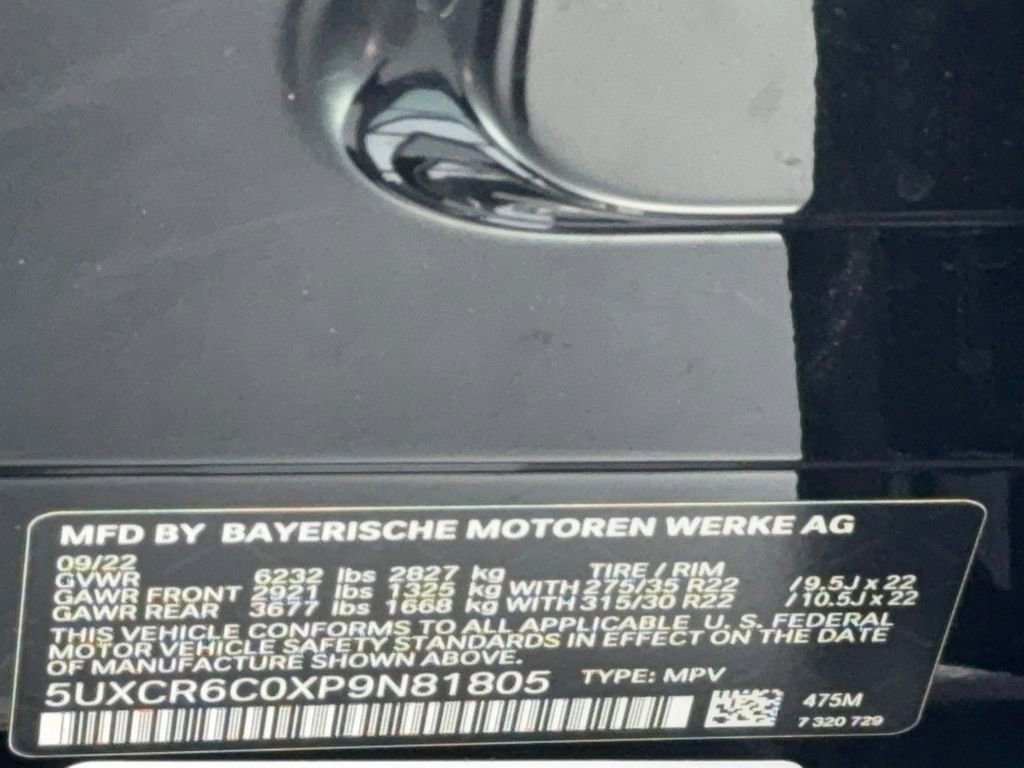 MFD BY BAYERISCHE MOTOREN WERKE AG
09/22
GVWR 6232 lbs 2827 kg TIRE / RIM
GAWR FRONT 2921 lbs 1325 kg WITH 275/35 R22 / 9.5J x 22
GAWR REAR 3677 lbs 1668 kg WITH 315/30 R22 / 10.5J x 22
THIS VEHICLE CONFORMS TO ALL APPLICABLE U. S. FEDERAL
MOTOR VEHICLE SAFETY STANDARDS IN EFFECT ON THE DATE
OF MANUFACTURE SHOWN ABOVE.
5UXCR6C0XP9N81805 TYPE: MPV
475M
7 320 729